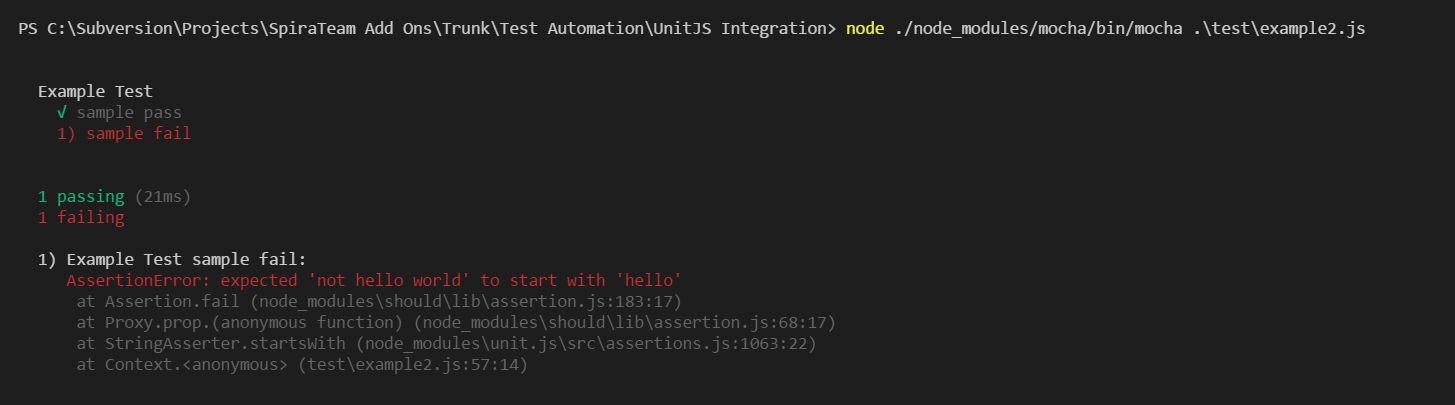 PS C:\Subversion\Projects\SpiraTeam Add Ons\Trunk\Test Automation\UnitJS Integration> node ./node_modules/mocha/bin/mocha .\test\example2.js
Example Test
√ sample pass
1) sample fail
1 passing (21ms)
1 failing
1) Example Test sample fail:
AssertionError: expected 'not hello world' to start with 'hello'
at Assertion.fail (node_modules\should\lib\assertion.js:183:17)
at Proxy.prop.(anonymous function) (node_modules\should\lib\assertion.js:68:17)
at StringAsserter.startsWith (node_modules\unit.js\src\assertions.js:1063:22)
at Context.<anonymous> (test\example2.js:57:14)